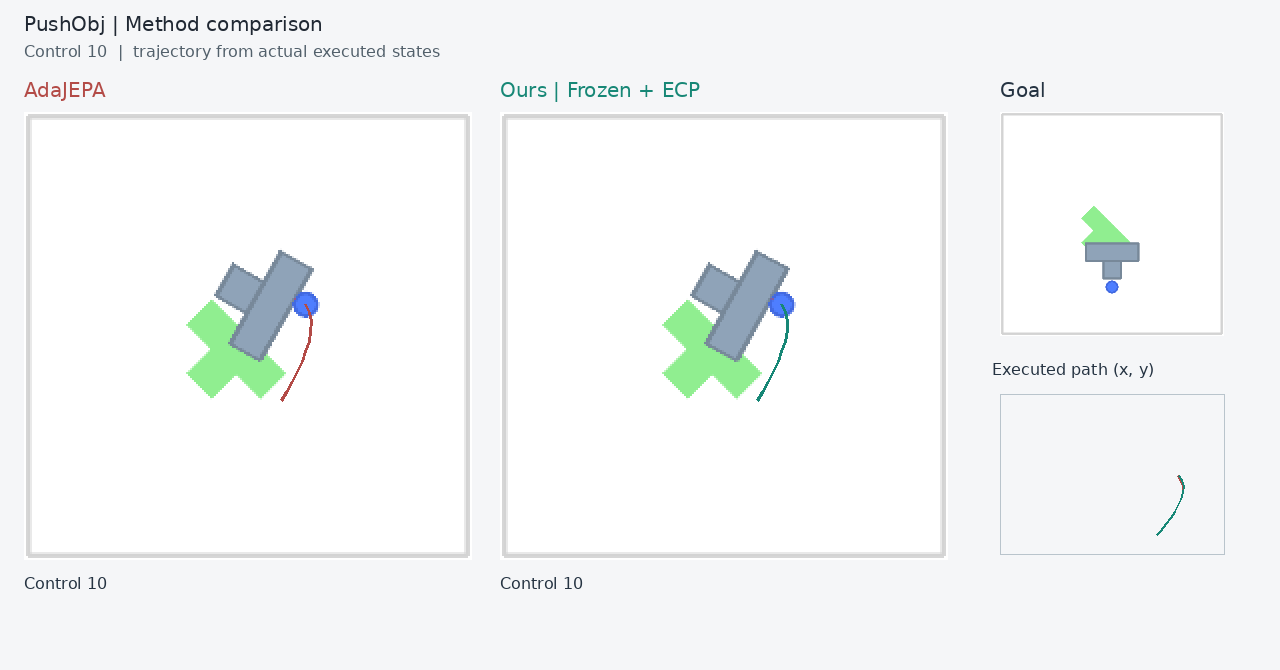 PushObj | Method comparison
Control 10 | trajectory from actual executed states
AdaJEPA
Ours | Frozen + ECP
Goal
Executed path (x, y)
Control 10
Control 10